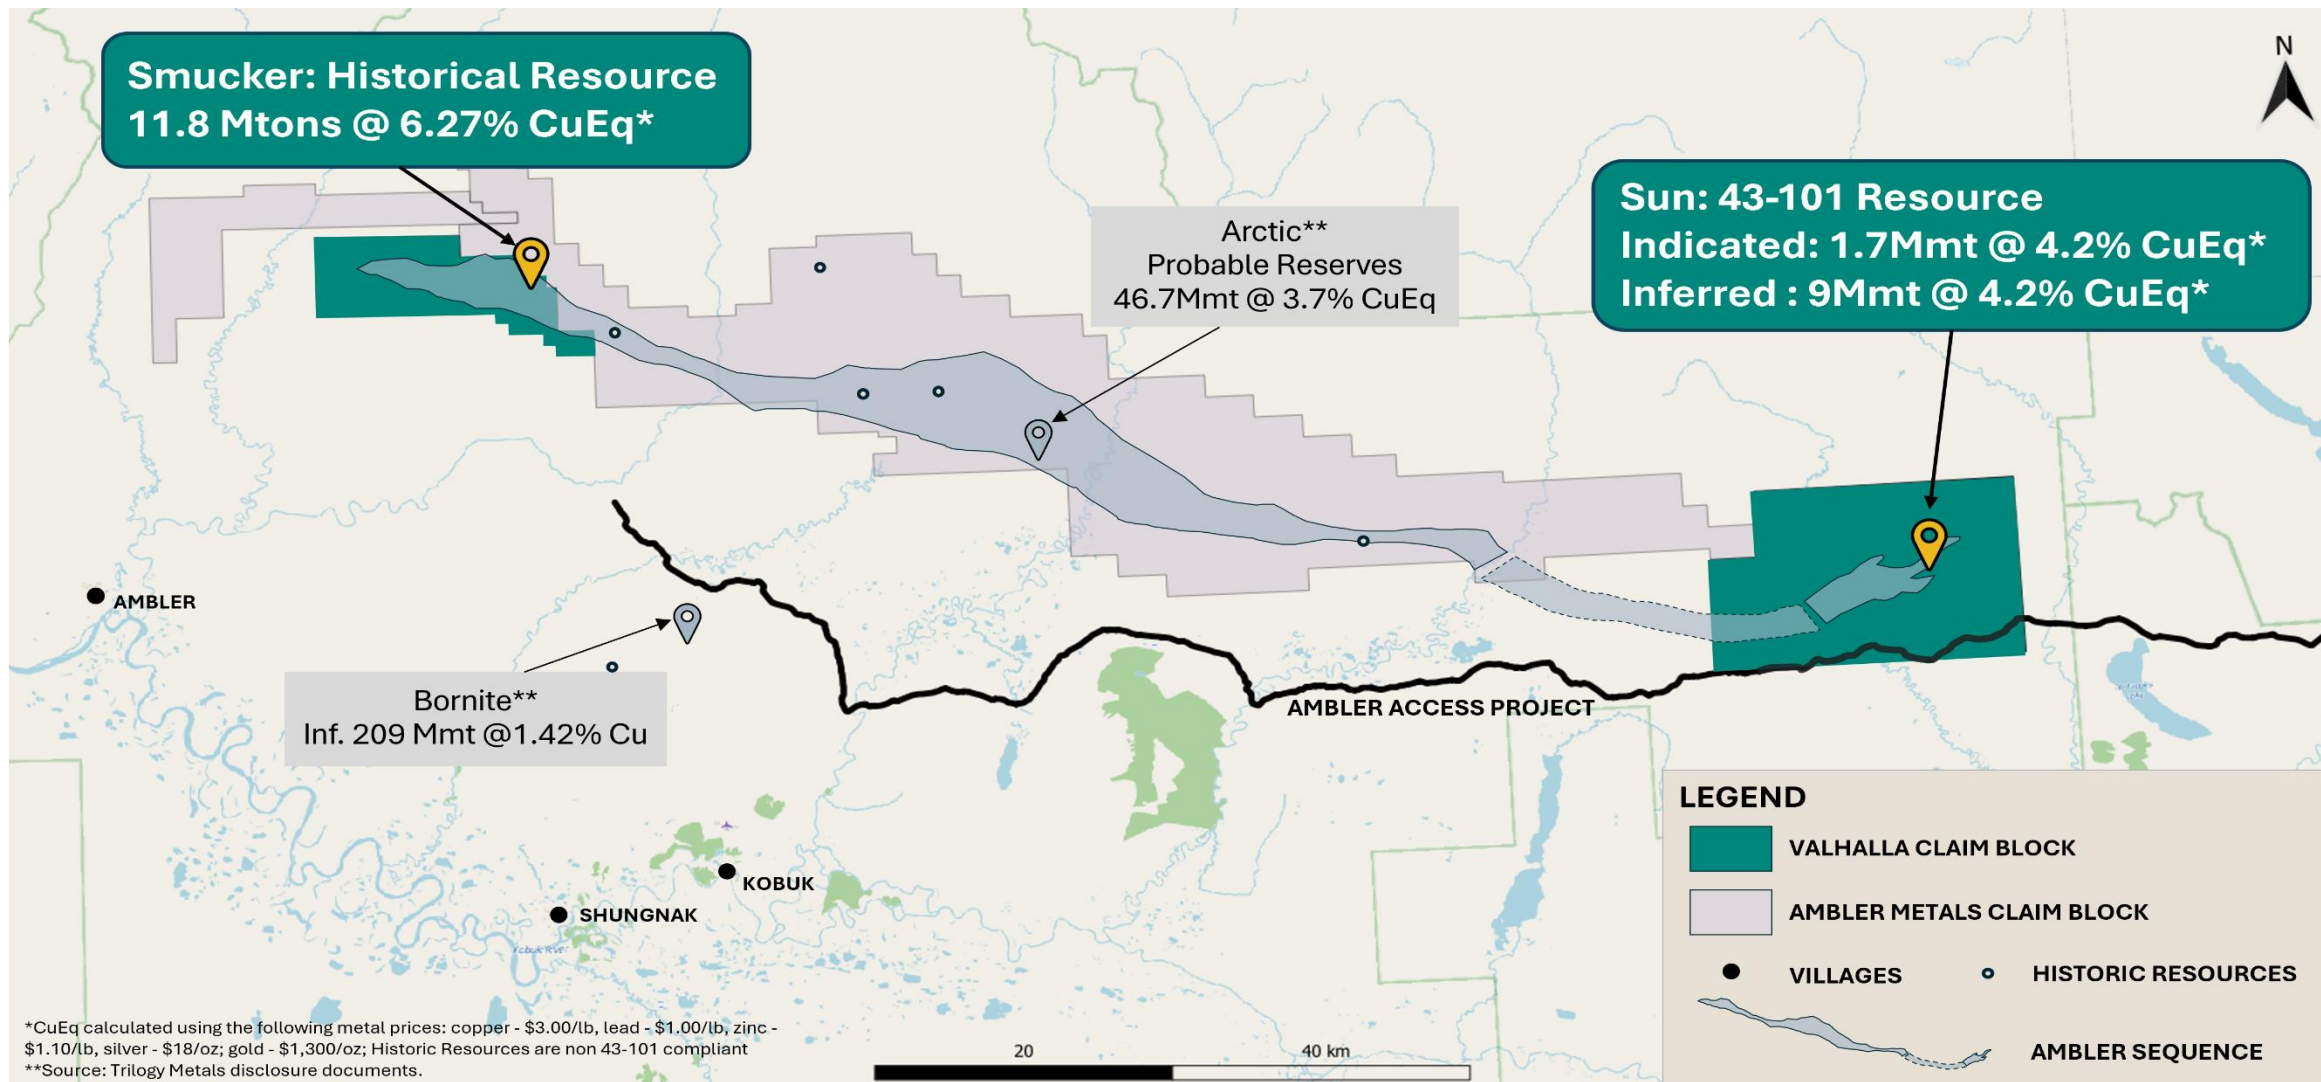 Smucker: Historical Resource
11.8 Mtons @ 6.27% CuEq*
N
Sun: 43-101 Resource
Indicated: 1.7Mmt @ 4.2% CuEq*
Inferred : 9Mmt @ 4.2% CuEq*
Arctic**
Probable Reserves
46.7Mmt @ 3.7% CuEq
AMBLER
Bornite**
Inf. 209 Mmt @1.42% Cu
AMBLER ACCESS PROJECT
KOBUK
SHUNGNAK
Kobuk River
LEGEND
VALHALLA CLAIM BLOCK
AMBLER METALS CLAIM BLOCK
VILLAGES
HISTORIC RESOURCES
AMBLER SEQUENCE
*CuEq calculated using the following metal prices: copper - $3.00/lb, lead - $1.00/lb, zinc -
$1.10/lb, silver - $18/oz; gold - $1,300/oz; Historic Resources are non 43-101 compliant
**Source: Trilogy Metals disclosure documents.
20
40 km